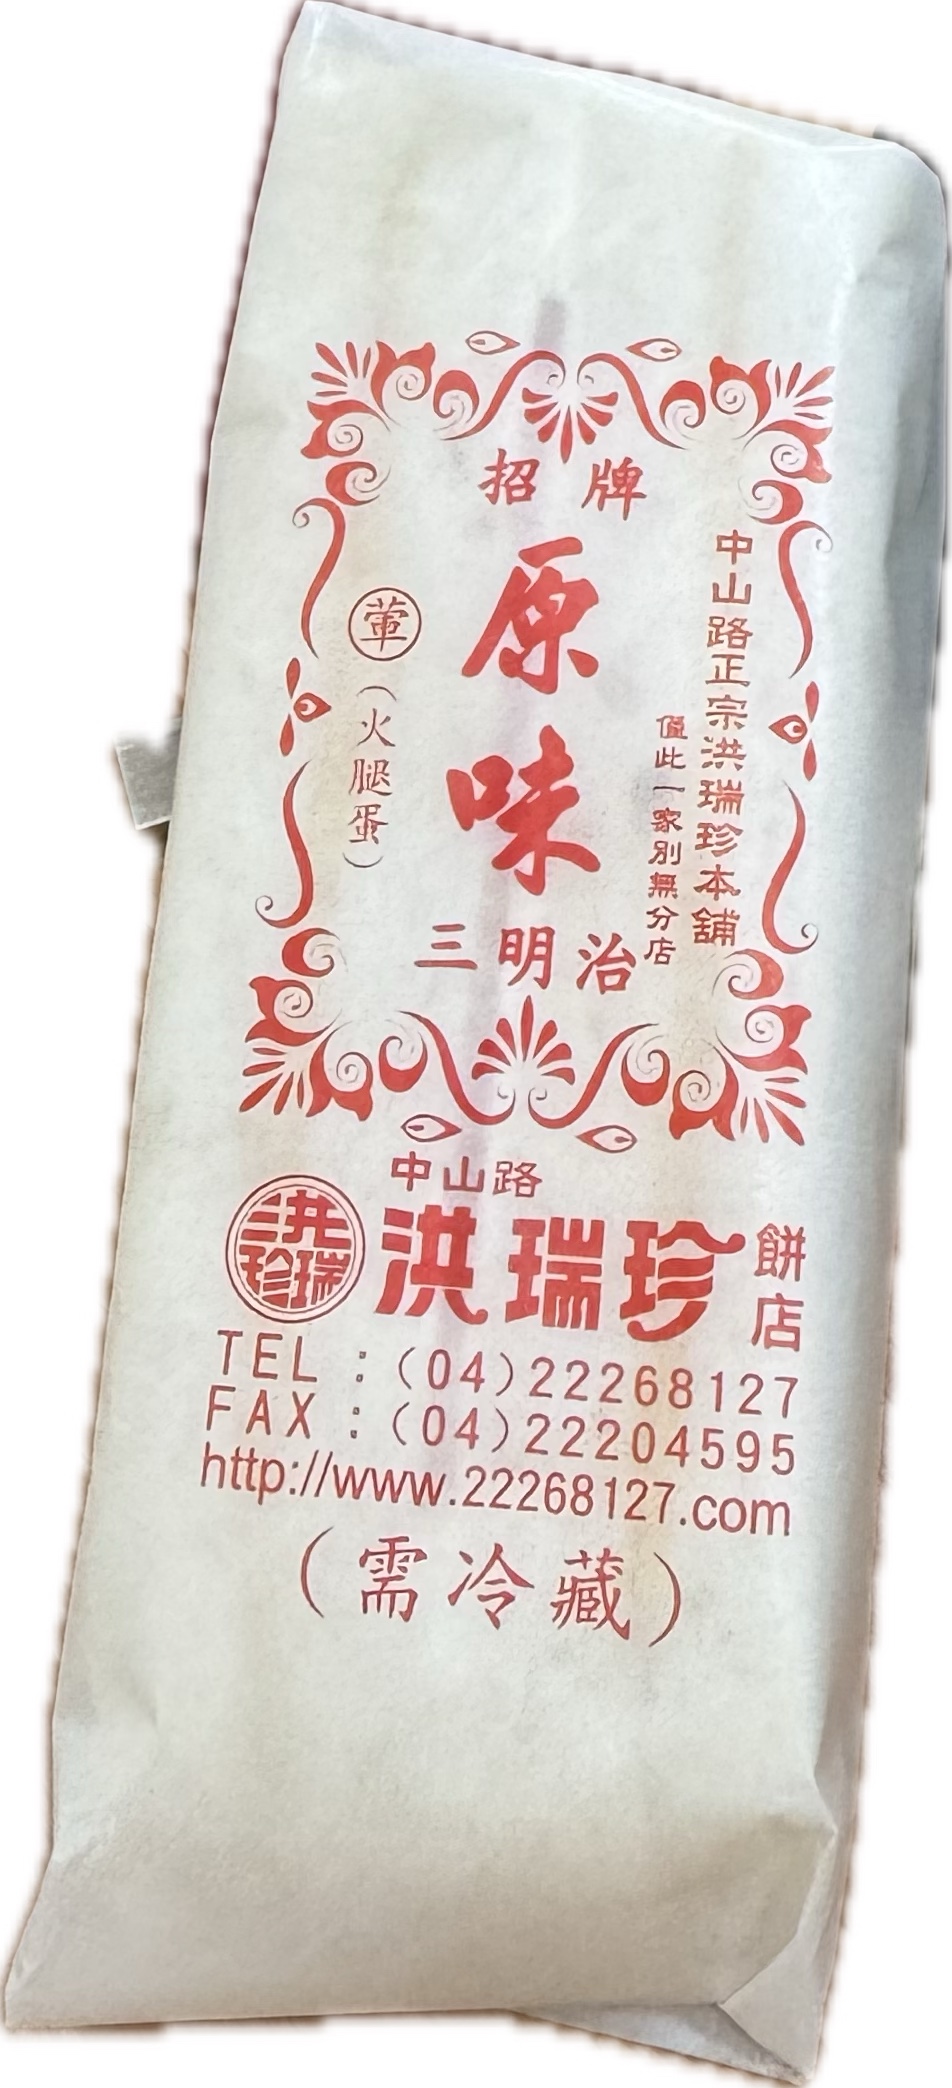 招牌
原味
三明治
中山路正宗洪瑞珍本舖
僅此一家別無分店
葷
(火腿蛋)
中山路
洪瑞珍
洪瑞珍
餅店
TEL:(04)22268127
FAX:(04)22204595
http://www.22268127.com
(需冷藏)